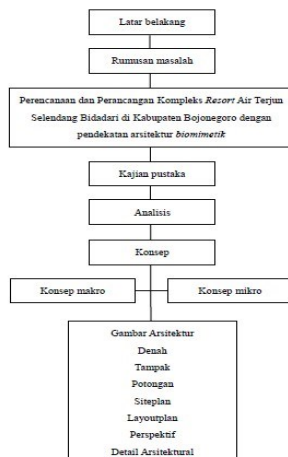 Latar belakang
Rumusan masalah
Perencanaan dan Perancangan Kompleks Resort Air Terjun
Selendang Bidadari di Kabupaten Bojonegoro dengan
pendekatan arsitektur biomimetik
Kajian pustaka
Analisis
Konsep
Konsep makro
Konsep mikro
Gambar Arsitektur
Denah
Tampak
Potongan
Siteplan
Layoutplan
Perspektif
Detail Arsitektural